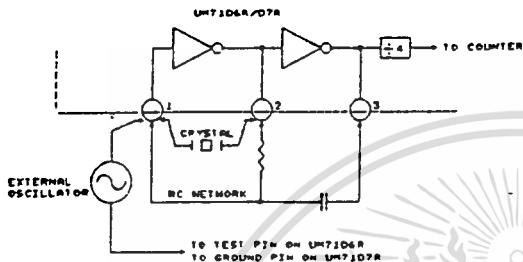 UM7106R/07R
÷ 4
TO COUNTER
1
2
3
CRYSTAL
EXTERNAL
OSCILLATOR
RC NETWORK
TO TEST PIN ON UM7106R
TO GROUND PIN ON UM7107R